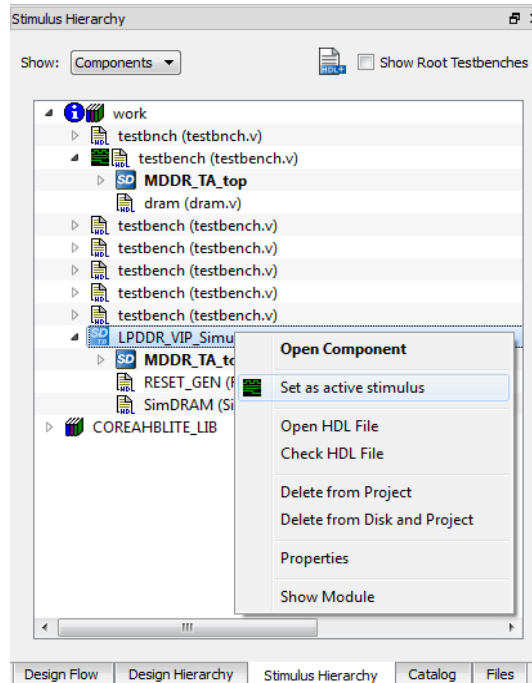 Stimulus Hierarchy
Show: Components Show Root Testbenches
work
testbnch (testbnch.v)
testbench (testbench.v)
MDDR_TA_top
dram (dram.v)
testbench (testbench.v)
testbench (testbench.v)
testbench (testbench.v)
testbench (testbench.v)
testbench (testbench.v)
LPDDR_VIP_Simu
MDDR_TA_to
RESET_GEN (
SimDRAM (Si
COREAHBLITE_LIB
Open Component
Set as active stimulus
Open HDL File
Check HDL File
Delete from Project
Delete from Disk and Project
Properties
Show Module
Design Flow Design Hierarchy Stimulus Hierarchy Catalog Files